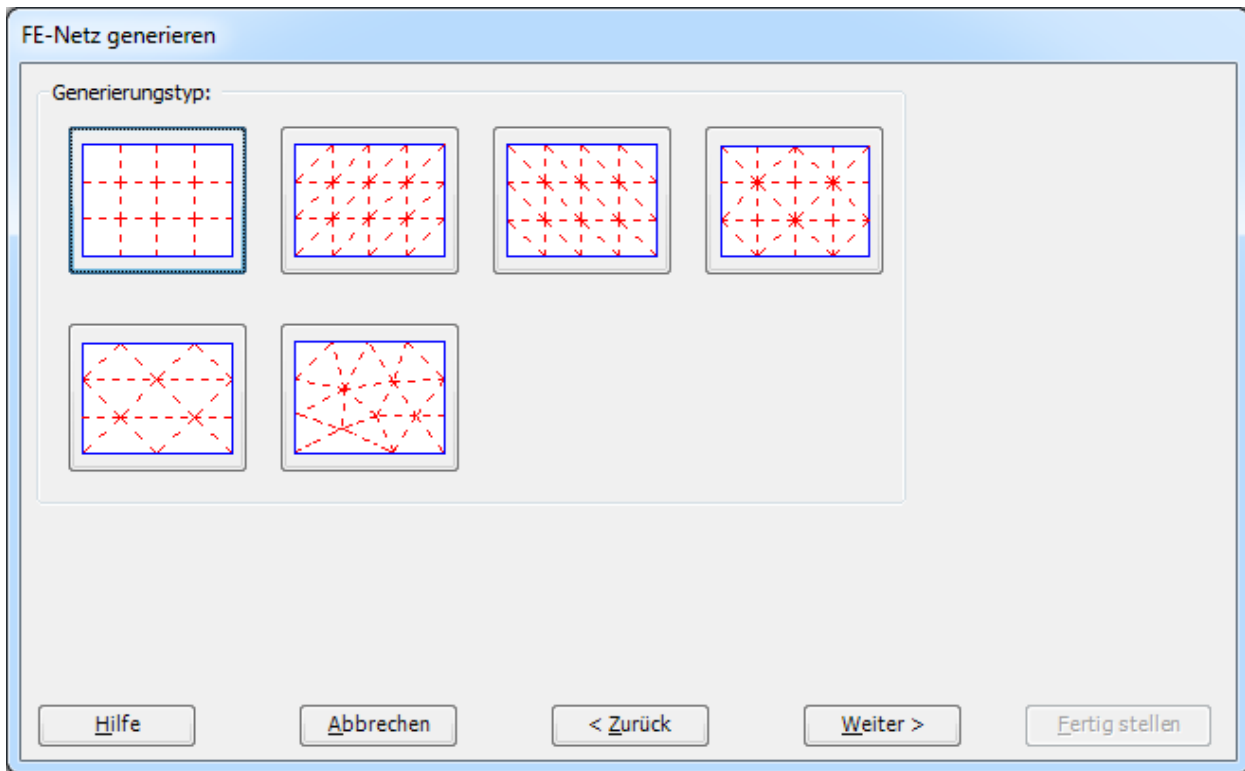 FE-Netz generieren
Generierungstyp:
Hilfe
Abbrechen
< Zurück
Weiter >
Fertig stellen